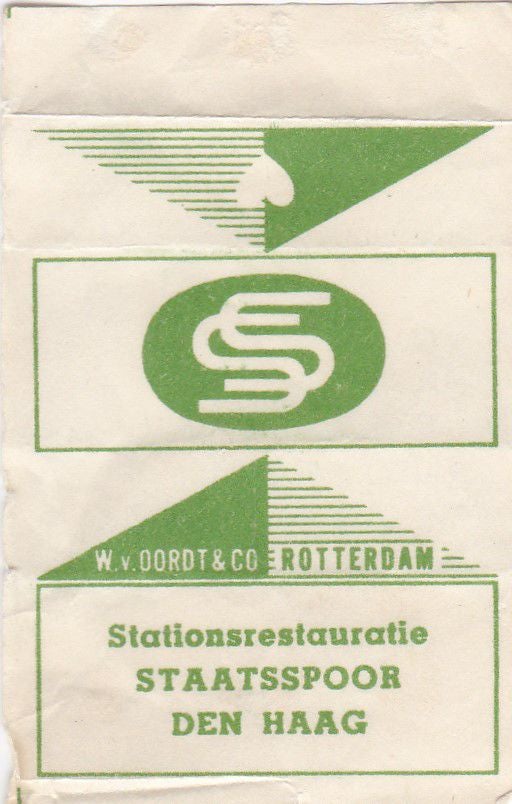 W.v.OORDT & CO ROTTERDAM
Stationsrestauratie
STAATSSPOOR
DEN HAAG